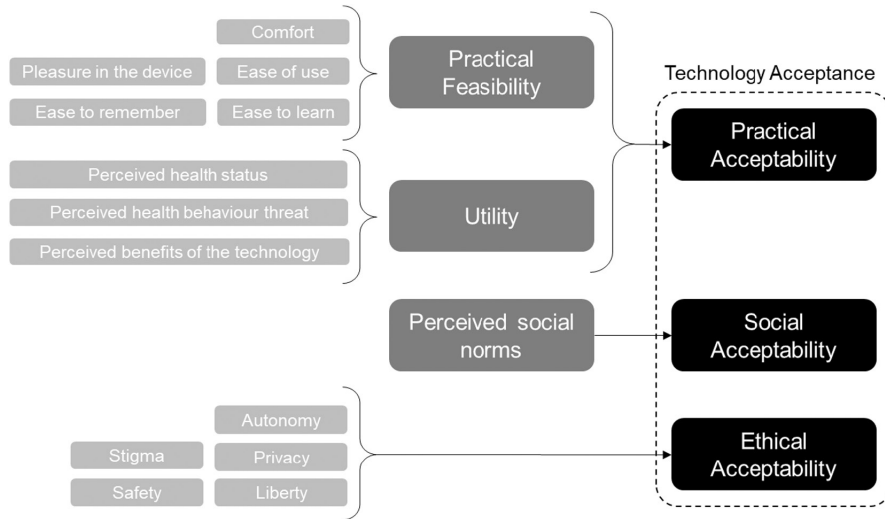 Comfort
Pleasure in the device
Ease of use
Ease to remember
Ease to learn
Practical
Feasibility
Technology Acceptance
Practical
Acceptability
Perceived health status
Perceived health behaviour threat
Perceived benefits of the technology
Utility
Perceived social
norms
Social
Acceptability
Autonomy
Stigma
Privacy
Safety
Liberty
Ethical
Acceptability